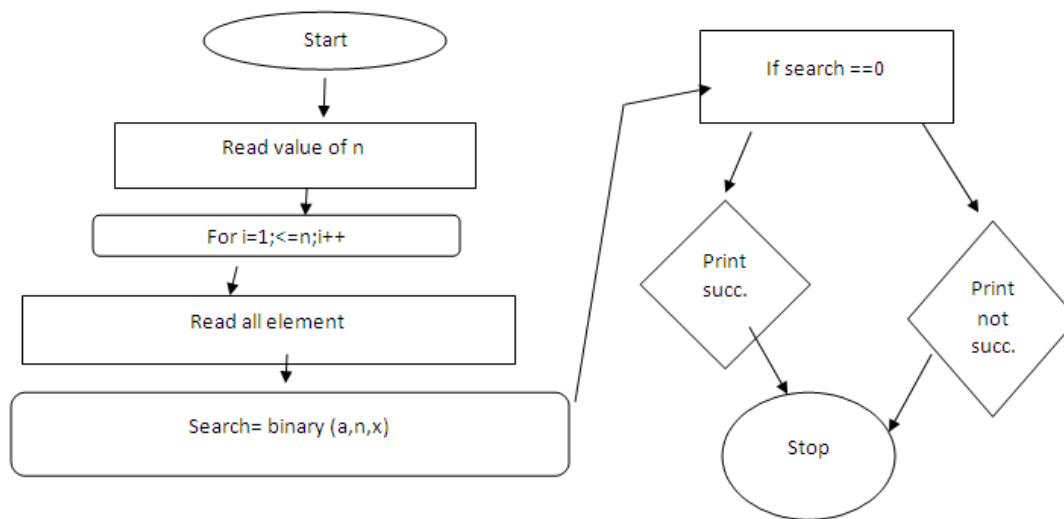 Start
Read value of n
For i=1;<=n;i++
Read all element
Search= binary (a,n,x)
If search ==0
Print
succ.
Print
not
succ.
Stop